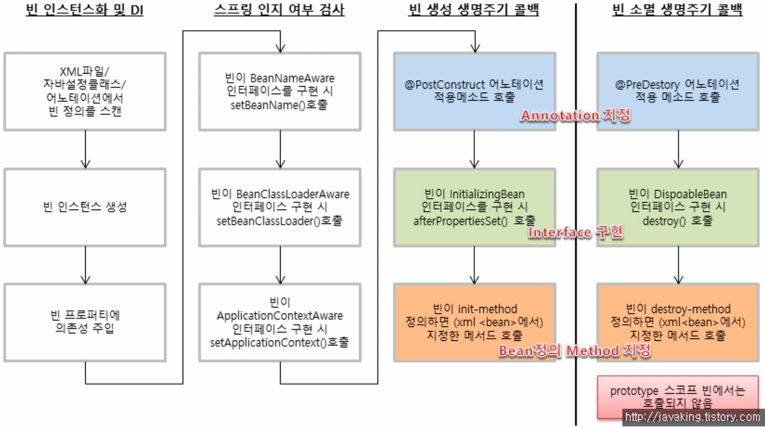 빈 인스턴스화 및 DI
XML파일/
자바설정클래스/
어노테이션에서
빈 정의를 스캔
빈 인스턴스 생성
빈 프로퍼티에
의존성 주입
스프링 인지 여부 검사
빈이 BeanNameAware
인터페이스를 구현 시
setBeanName()호출
빈이 BeanClassLoaderAware
인터페이스 구현 시
setBeanClassLoader()호출
빈이
ApplicationContextAware
인터페이스 구현 시
setApplicationContext()호출
빈 생성 생명주기 콜백
@PostConstruct 어노테이션
적용메소드 호출
Annotation 지정
빈이 InitializingBean
인터페이스를 구현 시
afterPropertiesSet() 호출
Interface 구현
빈이 init-method
정의하면 (xml <bean>에서)
지정한 메서드 호출
Bean정의 Method 지정
빈 소멸 생명주기 콜백
@PreDestory 어노테이션
적용 메소드 호출
빈이 DispoableBean
인터페이스 구현 시
destroy() 호출
빈이 destroy-method
정의하면 (xml<bean>에서)
지정한 메서드 호출
prototype 스코프 빈에서는
호출되지 않음
http://javaking.tistory.com